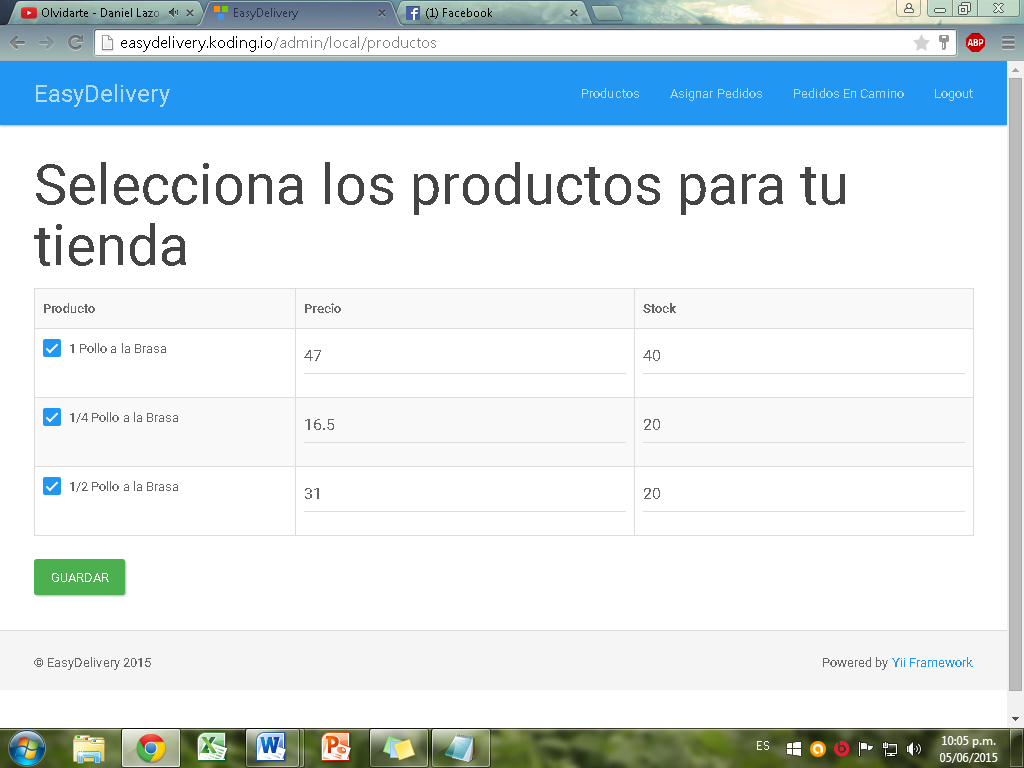 Olvidarte - Daniel Lazo
EasyDelivery
(1) Facebook
easydelivery.koding.io/admin/local/productos
ABP
EasyDelivery
Productos
Asignar Pedidos
Pedidos En Camino
Logout
Selecciona los productos para tu
tienda
Producto
Precio
Stock
1 Pollo a la Brasa
47
40
1/4 Pollo a la Brasa
16.5
20
1/2 Pollo a la Brasa
31
20
GUARDAR
© EasyDelivery 2015
Powered by Yii Framework
ES
10:05 p.m.
05/06/2015